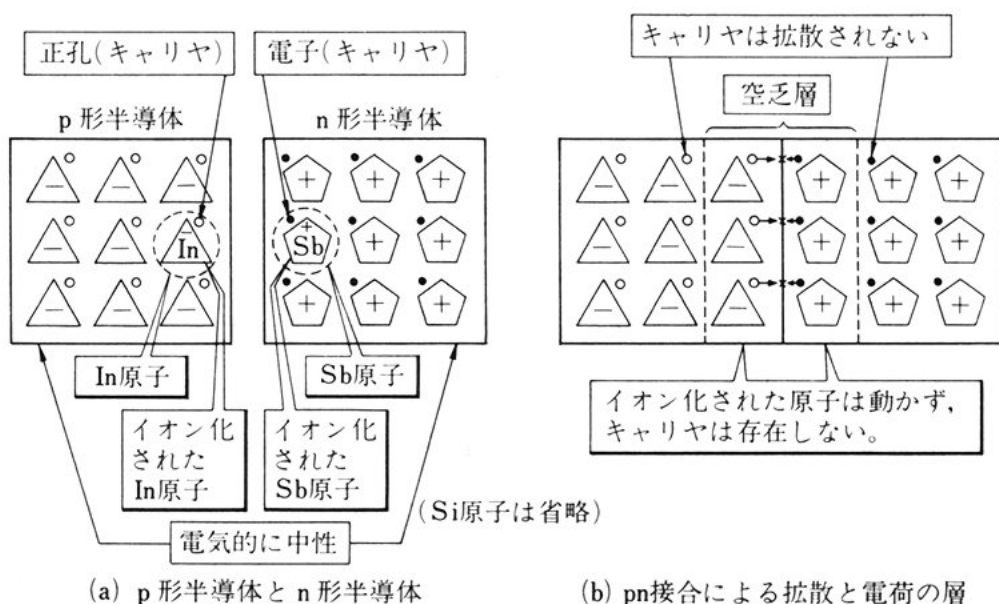 正孔(キャリヤ)
電子(キャリヤ)
p 形半導体
n 形半導体
In
Sb
In原子
Sb原子
イオン化
された
In原子
イオン化
された
Sb原子
(Si原子は省略)
電気的に中性
(a) p 形半導体と n 形半導体
キャリヤは拡散されない
空乏層
イオン化された原子は動かず,
キャリヤは存在しない。
(b) pn接合による拡散と電荷の層